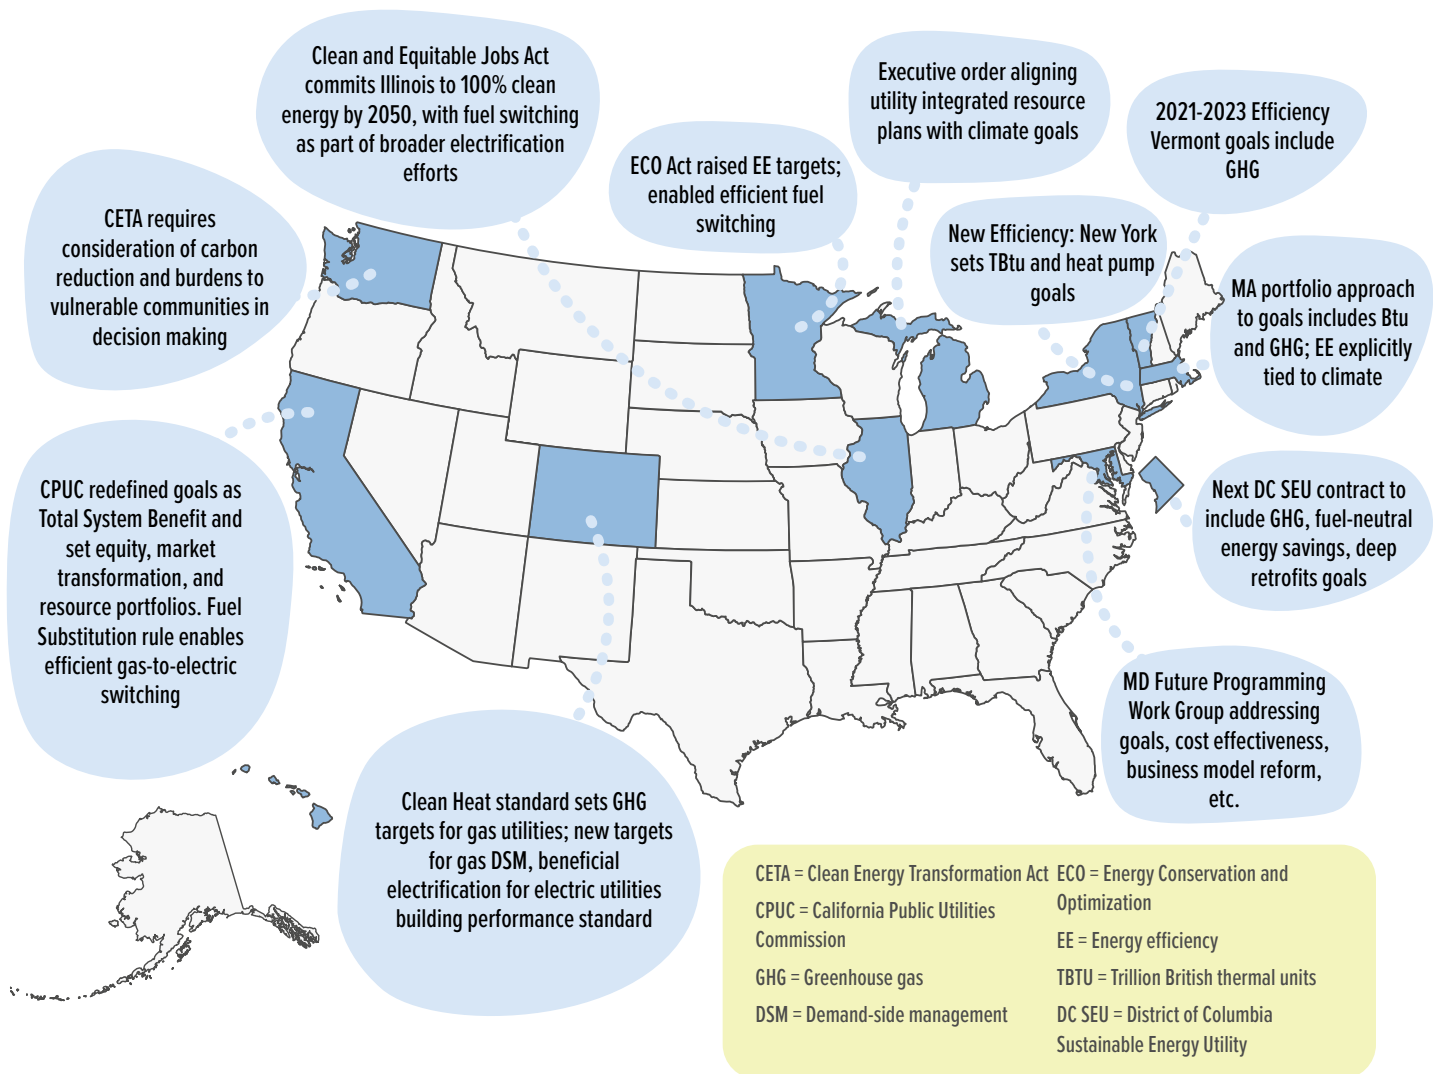 Clean and Equitable Jobs Act
commits Illinois to 100% clean
energy by 2050, with fuel switching
as part of broader electrification
efforts
Executive order aligning
utility integrated resource
plans with climate goals
2021-2023 Efficiency
Vermont goals include
GHG
ECO Act raised EE targets;
enabled efficient fuel
switching
CETA requires
consideration of carbon
reduction and burdens to
vulnerable communities in
decision making
New Efficiency: New York
sets TBtu and heat pump
goals
MA portfolio approach
to goals includes Btu
and GHG; EE explicitly
tied to climate
CPUC redefined goals as
Total System Benefit and
set equity, market
transformation, and
resource portfolios. Fuel
Substitution rule enables
efficient gas-to-electric
switching
Next DC SEU contract to
include GHG, fuel-neutral
energy savings, deep
retrofits goals
MD Future Programming
Work Group addressing
goals, cost effectiveness,
business model reform,
etc.
Clean Heat standard sets GHG
targets for gas utilities; new targets
for gas DSM, beneficial
electrification for electric utilities
building performance standard
CETA = Clean Energy Transformation Act
CPUC = California Public Utilities
Commission
GHG = Greenhouse gas
DSM = Demand-side management
ECO = Energy Conservation and
Optimization
EE = Energy efficiency
TBTU = Trillion British thermal units
DC SEU = District of Columbia
Sustainable Energy Utility